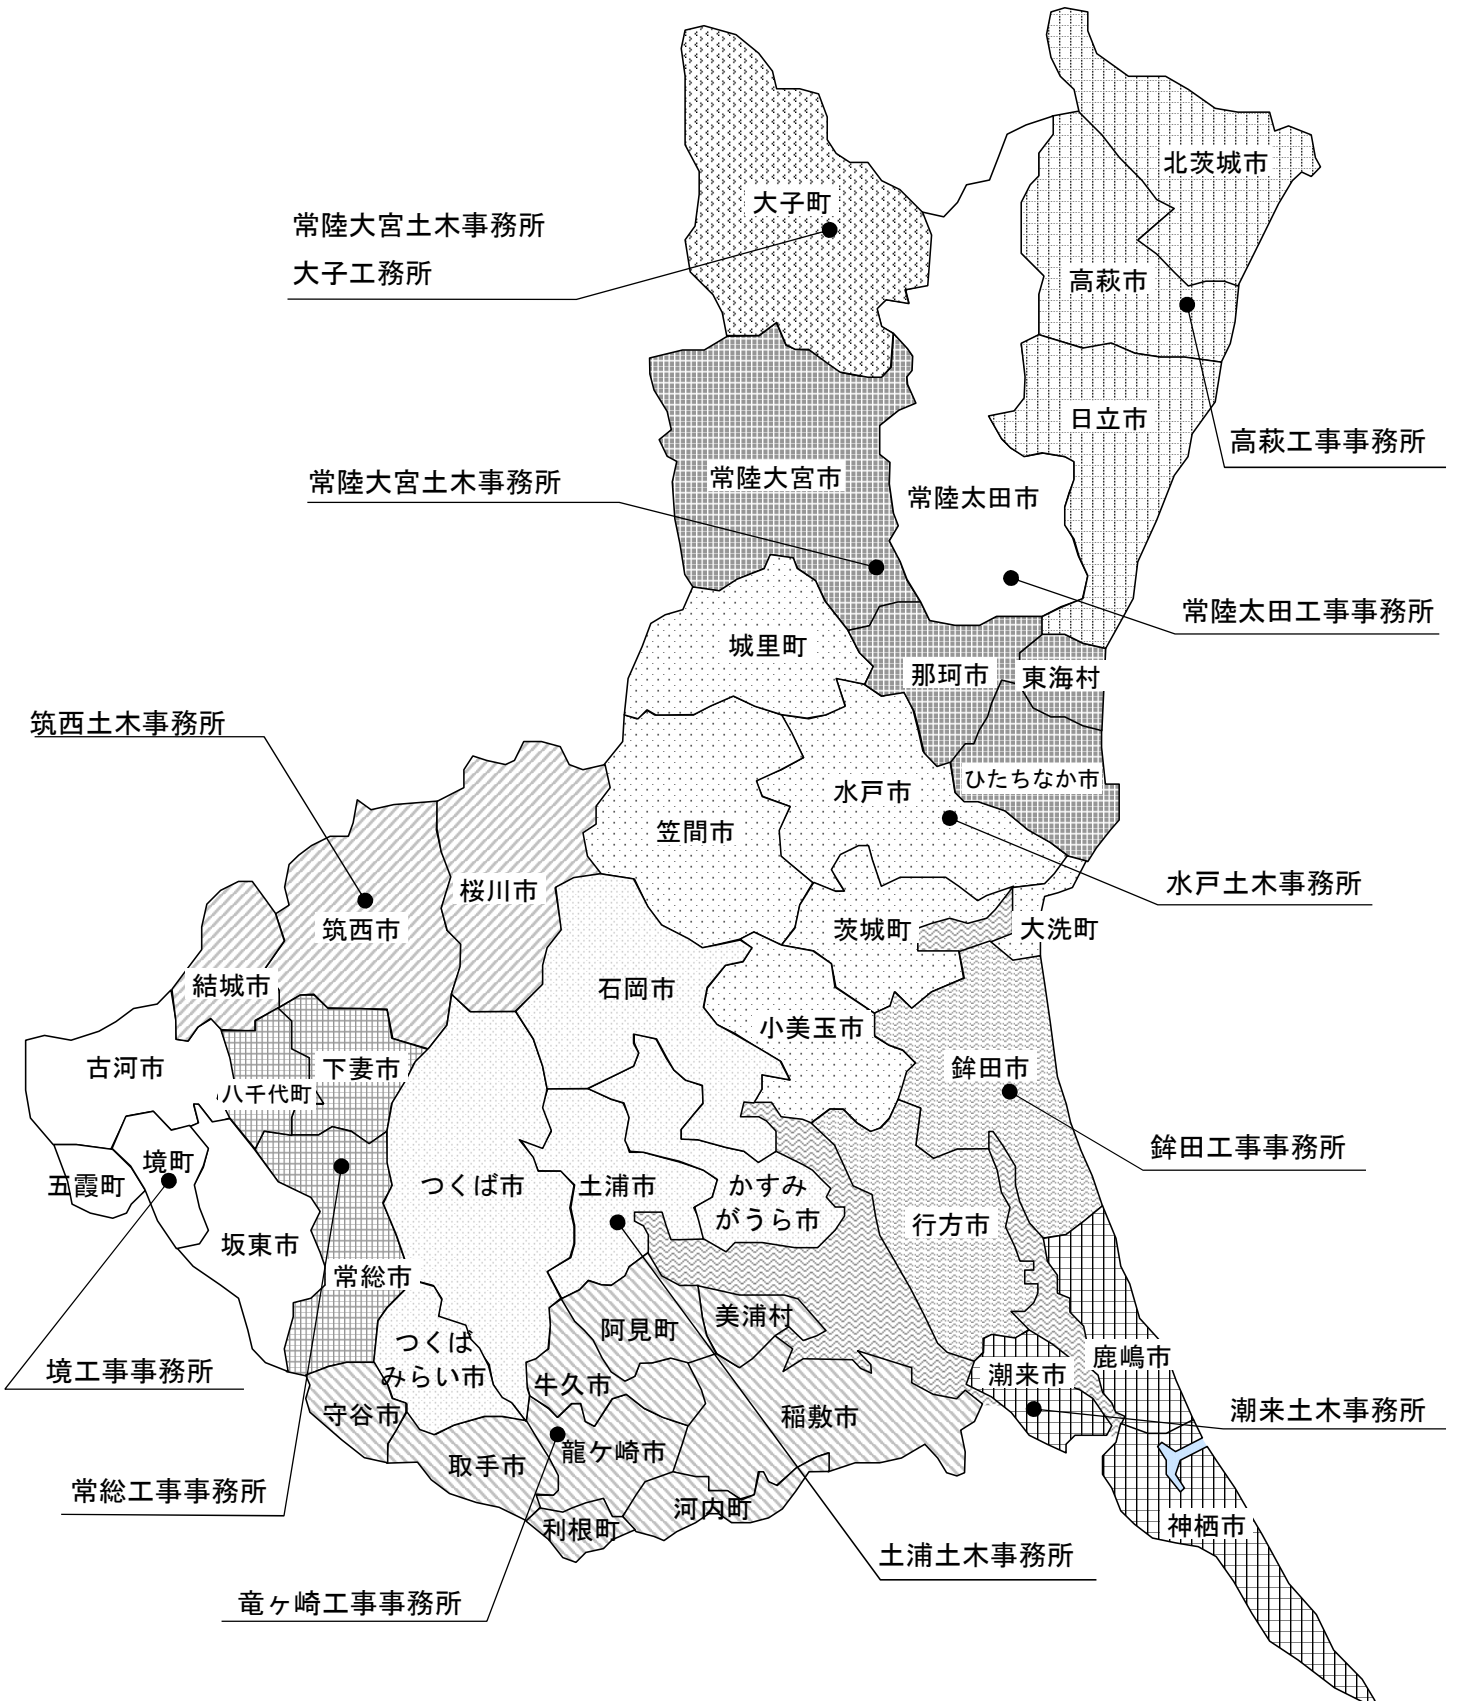 北茨城市
大子町
常陸大宮土木事務所
大子工務所
高萩市
日立市
高萩工事事務所
常陸大宮市
常陸大宮土木事務所
常陸太田市
常陸太田工事事務所
城里町
那珂市
東海村
筑西土木事務所
ひたちなか市
水戸市
笠間市
水戸土木事務所
桜川市
筑西市
茨城町
大洗町
結城市
石岡市
小美玉市
古河市
下妻市
八千代町
鉾田市
鉾田工事事務所
境町
五霞町
つくば市
土浦市
かすみ
がうら市
行方市
坂東市
常総市
阿見町
美浦村
つくば
みらい市
鹿嶋市
潮来市
境工事事務所
牛久市
守谷市
稲敷市
潮来土木事務所
取手市
龍ケ崎市
常総工事事務所
河内町
利根町
神栖市
土浦土木事務所
竜ヶ崎工事事務所